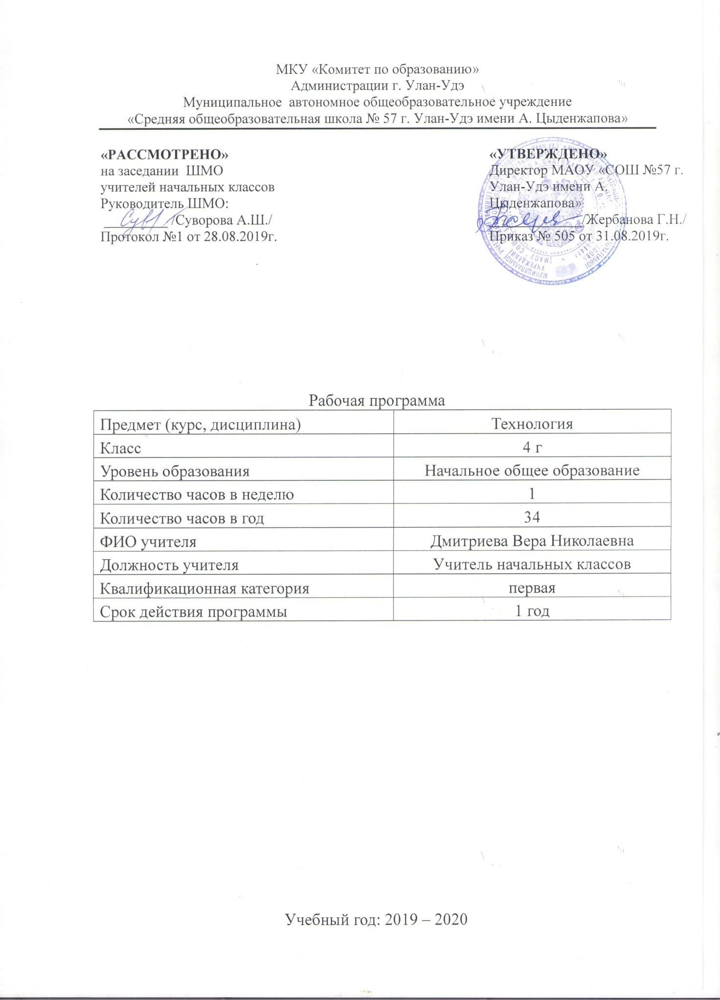 МКУ «Комитет по образованию»
Администрации г. Улан-Удэ
Муниципальное автономное общеобразовательное учреждение
«Средняя общеобразовательная школа № 57 г. Улан-Удэ имени А. Цыденжапова»
«РАССМОТРЕНО»
на заседании ШМО
учителей начальных классов
Руководитель ШМО:
/Суворова А.Ш./
Протокол №1 от 28.08.2019г.
«УТВЕРЖДЕНО»
Директор МАОУ «СОШ №57 г.
Улан-Удэ имени А.
Цыденжапова»
/Жербанова Г.Н./
Приказ № 505 от 31.08.2019г.
Рабочая программа
Предмет (курс, дисциплина) Технология
Класс 4 г
Уровень образования Начальное общее образование
Количество часов в неделю 1
Количество часов в год 34
ФИО учителя Дмитриева Вера Николаевна
Должность учителя Учитель начальных классов
Квалификационная категория первая
Срок действия программы 1 год
Учебный год: 2019 – 2020